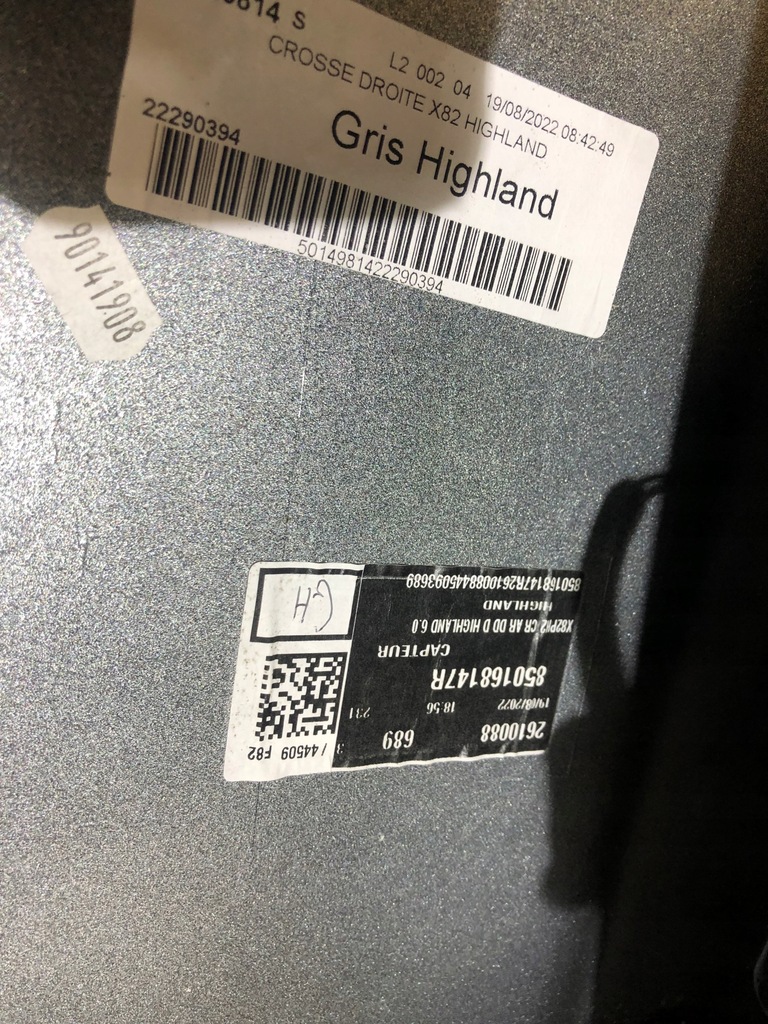 9814 S
L2 002 04 19/08/2022 08:42:49
CROSSE DROITE X82 HIGHLAND
Gris Highland
22290394
5014981422290394
90141908
2610088 689
19/08/2022 18:56 231
850168147R
CAPTEUR
X82PH2 CR AR DD D HIGHLAND 6.0
HIGHLAND
850168147R2610088445093689
3
/ 44509 F82
GH